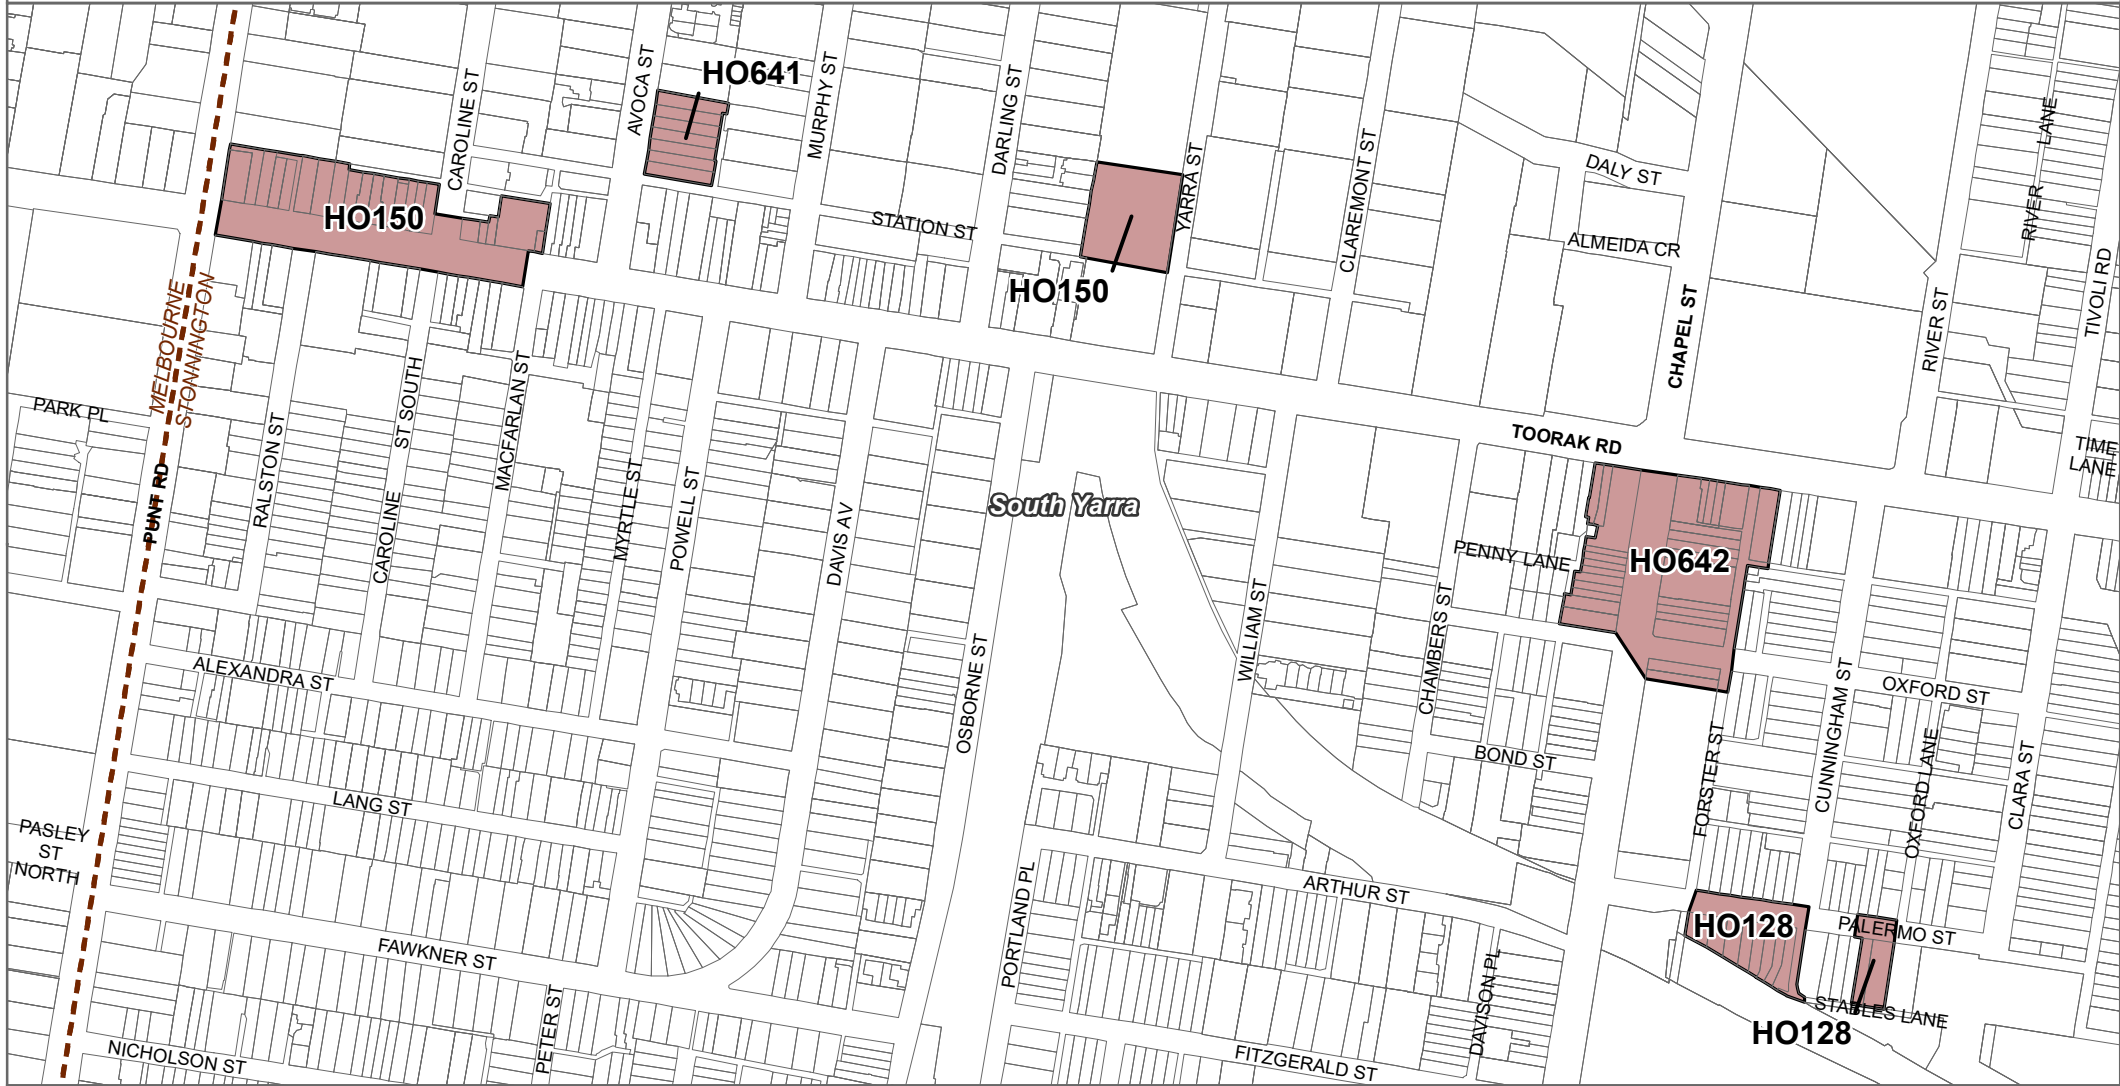 HO641
AVOCA ST
CAROLINE ST
MURPHY ST
DARLING ST
YARRA ST
CLAREMONT ST
DALY ST
RIVER LANE
HO150
STATION ST
ALMEIDA CR
TIVOLI RD
HO150
MELBOURNE
STONNINGTON
CHAPEL ST
RIVER ST
PARK PL
RALSTON ST
CAROLINE ST SOUTH
MACFARLAN ST
TOORAK RD
TIME
LANE
PUNT RD
MYRTLE ST
POWELL ST
DAVIS AV
South Yarra
PENNY LANE
HO642
WILLIAM ST
CHAMBERS ST
OSBORNE ST
ALEXANDRA ST
OXFORD ST
CUNNINGHAM ST
BOND ST
FORSTER ST
OXFORD LANE
CLARA ST
LANG ST
PASLEY
ST
NORTH
ARTHUR ST
PORTLAND PL
HO128
PALERMO ST
FAWKNER ST
PETER ST
DAVISON PL
STABLES LANE
HO128
NICHOLSON ST
FITZGERALD ST